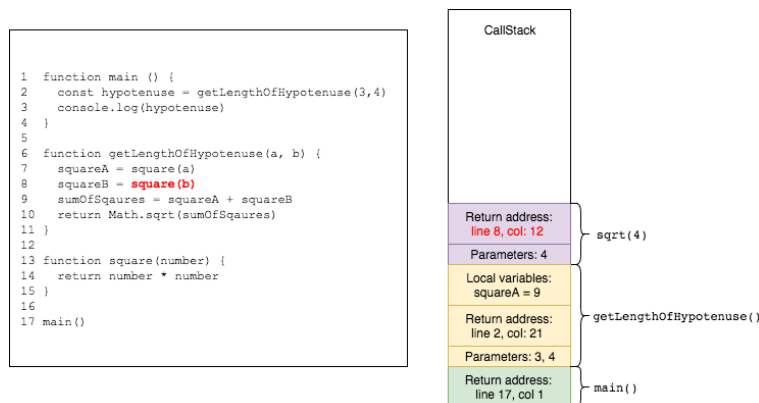 1 function main () {
2 const hypotenuse = getLengthOfHypotenuse(3,4)
3 console.log(hypotenuse)
4 }
5
6 function getLengthOfHypotenuse(a, b) {
7 squareA = square(a)
8 squareB = square(b)
9 sumOfSqaures = squareA + squareB
10 return Math.sqrt(sumOfSqaures)
11 }
12
13 function square(number) {
14 return number * number
15 }
16
17 main()
CallStack
Return address:
line 8, col: 12
Parameters: 4
sqrt(4)
Local variables:
squareA = 9
Return address:
line 2, col: 21
Parameters: 3, 4
getLengthOfHypotenuse()
Return address:
line 17, col 1
main()